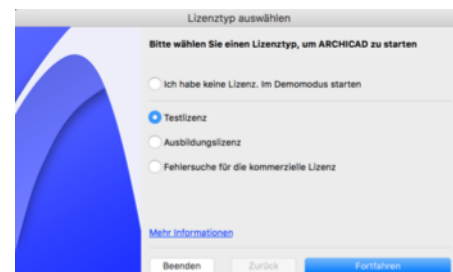 Lizenztyp auswählen
Bitte wählen Sie einen Lizenztyp, um ARCHICAD zu starten
Ich habe keine Lizenz. Im Demomodus starten
Testlizenz
Ausbildungslizenz
Fehlersuche für die kommerzielle Lizenz
Mehr Informationen
Beenden Zurück Fortfahren